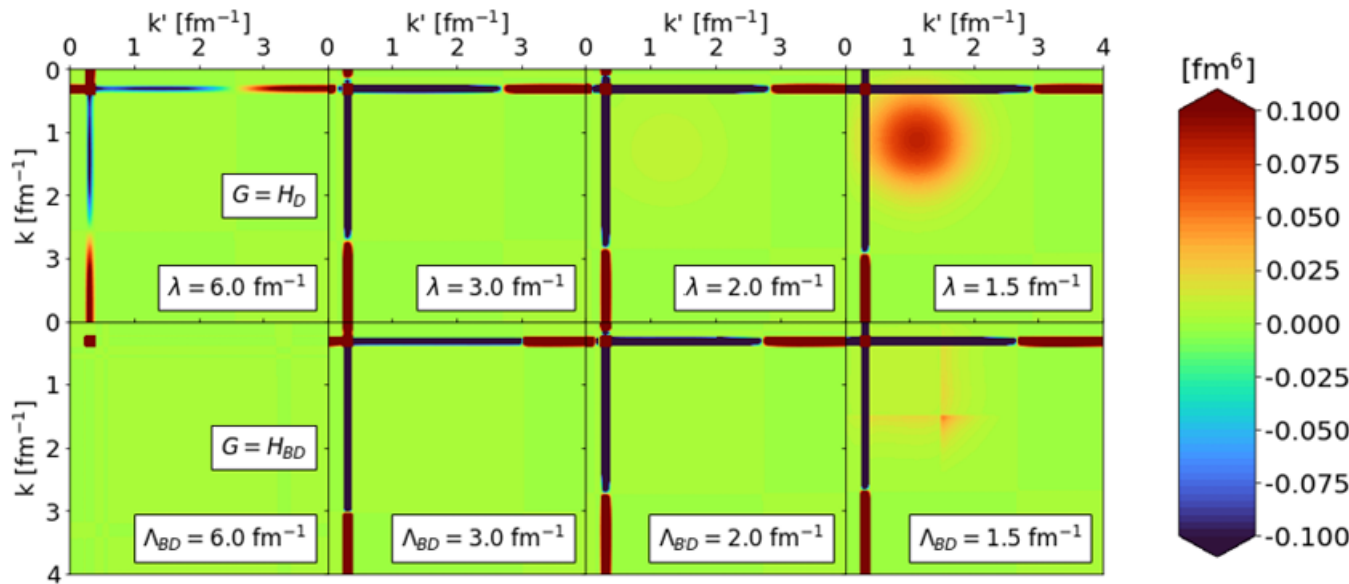 k' [fm⁻¹] k' [fm⁻¹] k' [fm⁻¹] k' [fm⁻¹]
0 1 2 3 0 1 2 3 0 1 2 3 0 1 2 3 4
k [fm⁻¹]
0
1
2
3
0
G = H_D
λ = 6.0 fm⁻¹
λ = 3.0 fm⁻¹
λ = 2.0 fm⁻¹
λ = 1.5 fm⁻¹
k [fm⁻¹]
1
2
3
4
G = H_BD
Λ_BD = 6.0 fm⁻¹
Λ_BD = 3.0 fm⁻¹
Λ_BD = 2.0 fm⁻¹
Λ_BD = 1.5 fm⁻¹
[fm⁶]
0.100
0.075
0.050
0.025
0.000
-0.025
-0.050
-0.075
-0.100